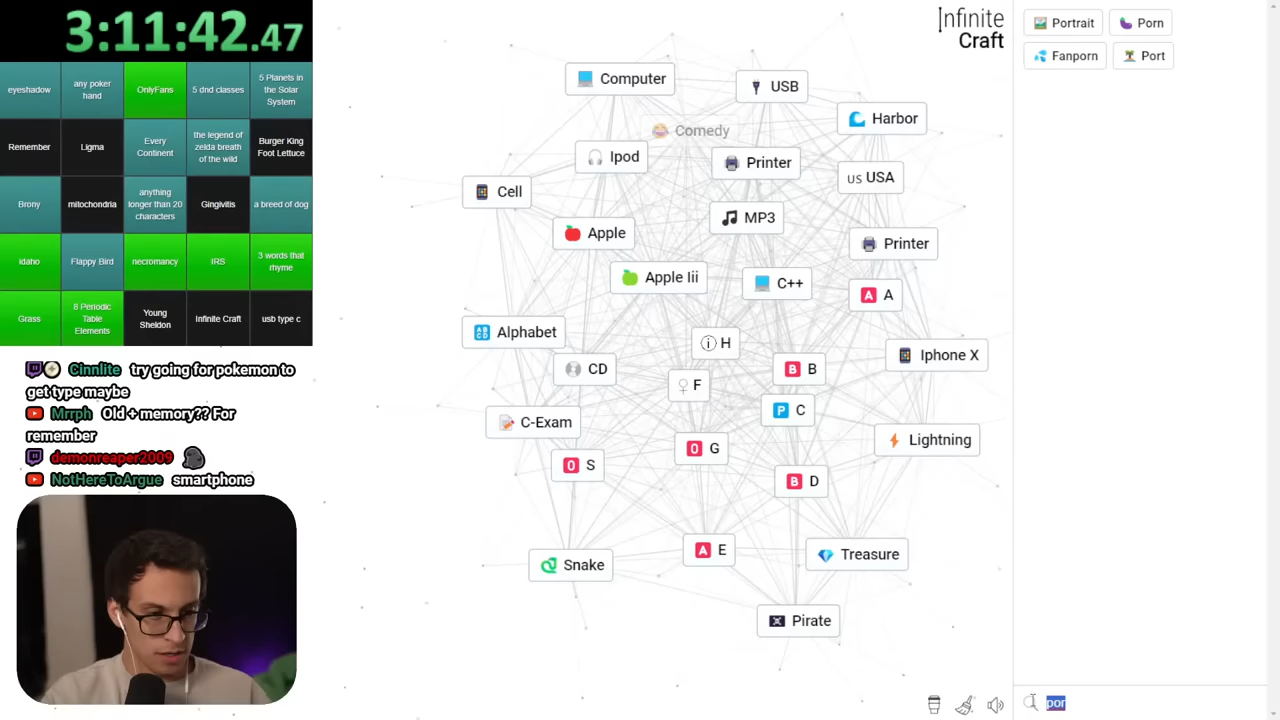 3:11:42.47
eyeshadow
any poker
hand
OnlyFans
5 dnd classes
5 Planets in
the Solar
System
Remember
Ligma
Every
Continent
the legend of
zelda breath
of the wild
Burger King
Foot Lettuce
Brony
mitochondria
anything
longer than 20
characters
Gingivitis
a breed of dog
idaho
Flappy Bird
necromancy
IRS
3 words that
rhyme
Grass
8 Periodic
Table
Elements
Young
Sheldon
Infinite Craft
usb type c
Cinnlite try going for pokemon to
get type maybe
Mrrph Old + memory?? For
remember
demonreaper2009
NotHereToArgue smartphone
Infinite
Craft
Computer
USB
Harbor
Comedy
Ipod
Printer
US USA
Cell
MP3
Apple
Printer
Apple Iii
C++
A A
Alphabet
H
Iphone X
CD
F
B B
P C
C-Exam
Lightning
O G
O S
B D
A E
Treasure
Snake
Pirate
Portrait
Porn
Fanporn
Port
por